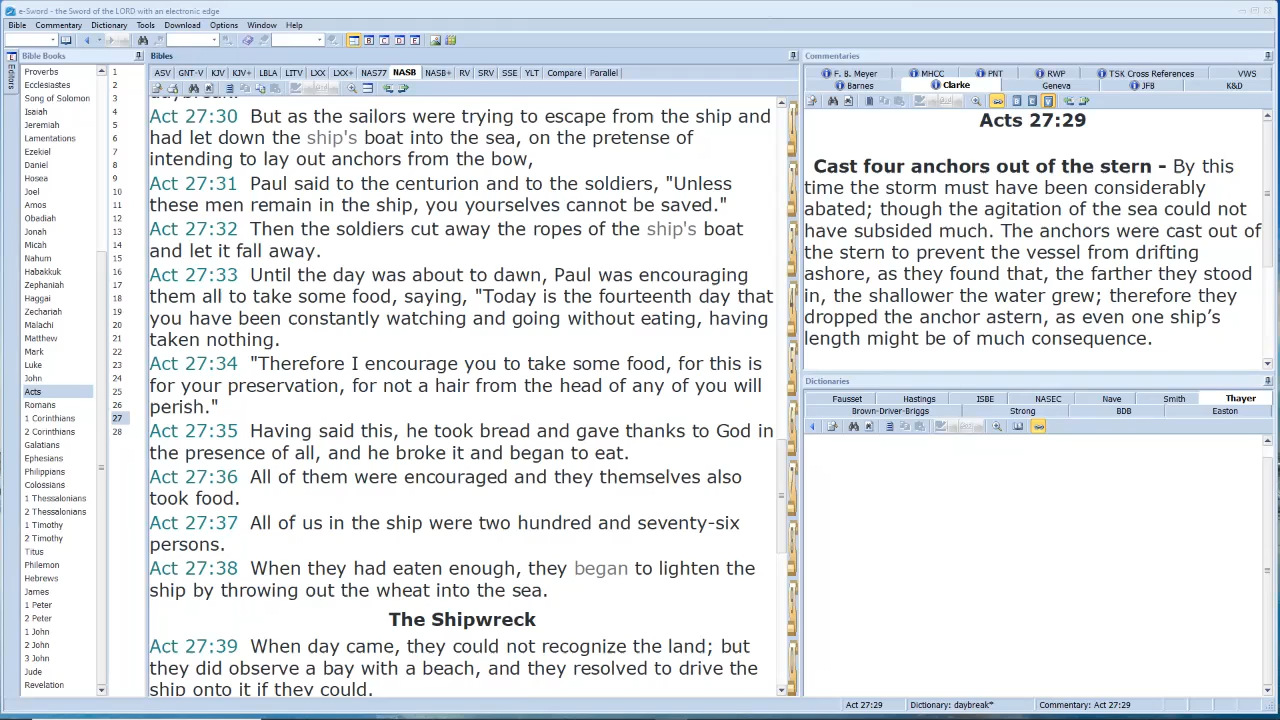 e-Sword - the Sword of the LORD with an electronic edge
Bible Commentary Dictionary Tools Download Options Window Help
Bible Books
Editors
Proverbs
Ecclesiastes
Song of Solomon
Isaiah
Jeremiah
Lamentations
Ezekiel
Daniel
Hosea
Joel
Amos
Obadiah
Jonah
Micah
Nahum
Habakkuk
Zephaniah
Haggai
Zechariah
Malachi
Matthew
Mark
Luke
John
Acts
Romans
1 Corinthians
2 Corinthians
Galatians
Ephesians
Philippians
Colossians
1 Thessalonians
2 Thessalonians
1 Timothy
2 Timothy
Titus
Philemon
Hebrews
James
1 Peter
2 Peter
1 John
2 John
3 John
Jude
Revelation
1
2
3
4
5
6
7
8
9
10
11
12
13
14
15
16
17
18
19
20
21
22
23
24
25
26
27
28
Bibles
ASV GNT-V KJV KJV+ LBLA LITV LXX LXX+ NAS77 NASB NASB+ RV SRV SSE YLT Compare Parallel
Act 27:30 But as the sailors were trying to escape from the ship and
had let down the ship's boat into the sea, on the pretense of
intending to lay out anchors from the bow,
Act 27:31 Paul said to the centurion and to the soldiers, "Unless
these men remain in the ship, you yourselves cannot be saved."
Act 27:32 Then the soldiers cut away the ropes of the ship's boat
and let it fall away.
Act 27:33 Until the day was about to dawn, Paul was encouraging
them all to take some food, saying, "Today is the fourteenth day that
you have been constantly watching and going without eating, having
taken nothing.
Act 27:34 "Therefore I encourage you to take some food, for this is
for your preservation, for not a hair from the head of any of you will
perish."
Act 27:35 Having said this, he took bread and gave thanks to God in
the presence of all, and he broke it and began to eat.
Act 27:36 All of them were encouraged and they themselves also
took food.
Act 27:37 All of us in the ship were two hundred and seventy-six
persons.
Act 27:38 When they had eaten enough, they began to lighten the
ship by throwing out the wheat into the sea.
The Shipwreck
Act 27:39 When day came, they could not recognize the land; but
they did observe a bay with a beach, and they resolved to drive the
ship onto it if they could.
Commentaries
F. B. Meyer MHCC PNT RWP TSK Cross References VWS
Barnes Clarke Geneva JFB K&D
Acts 27:29
Cast four anchors out of the stern - By this
time the storm must have been considerably
abated; though the agitation of the sea could not
have subsided much. The anchors were cast out of
the stern to prevent the vessel from drifting
ashore, as they found that, the farther they stood
in, the shallower the water grew; therefore they
dropped the anchor astern, as even one ship’s
length might be of much consequence.
Dictionaries
Fausset Hastings ISBE NASEC Nave Smith Thayer
Brown-Driver-Briggs Strong BDB Easton
Act 27:29 Dictionary: daybreak* Commentary: Act 27:29